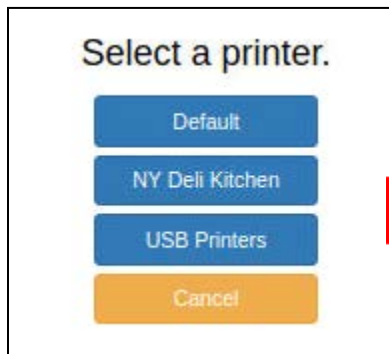 Select a printer.
Default
NY Deli Kitchen
USB Printers
Cancel